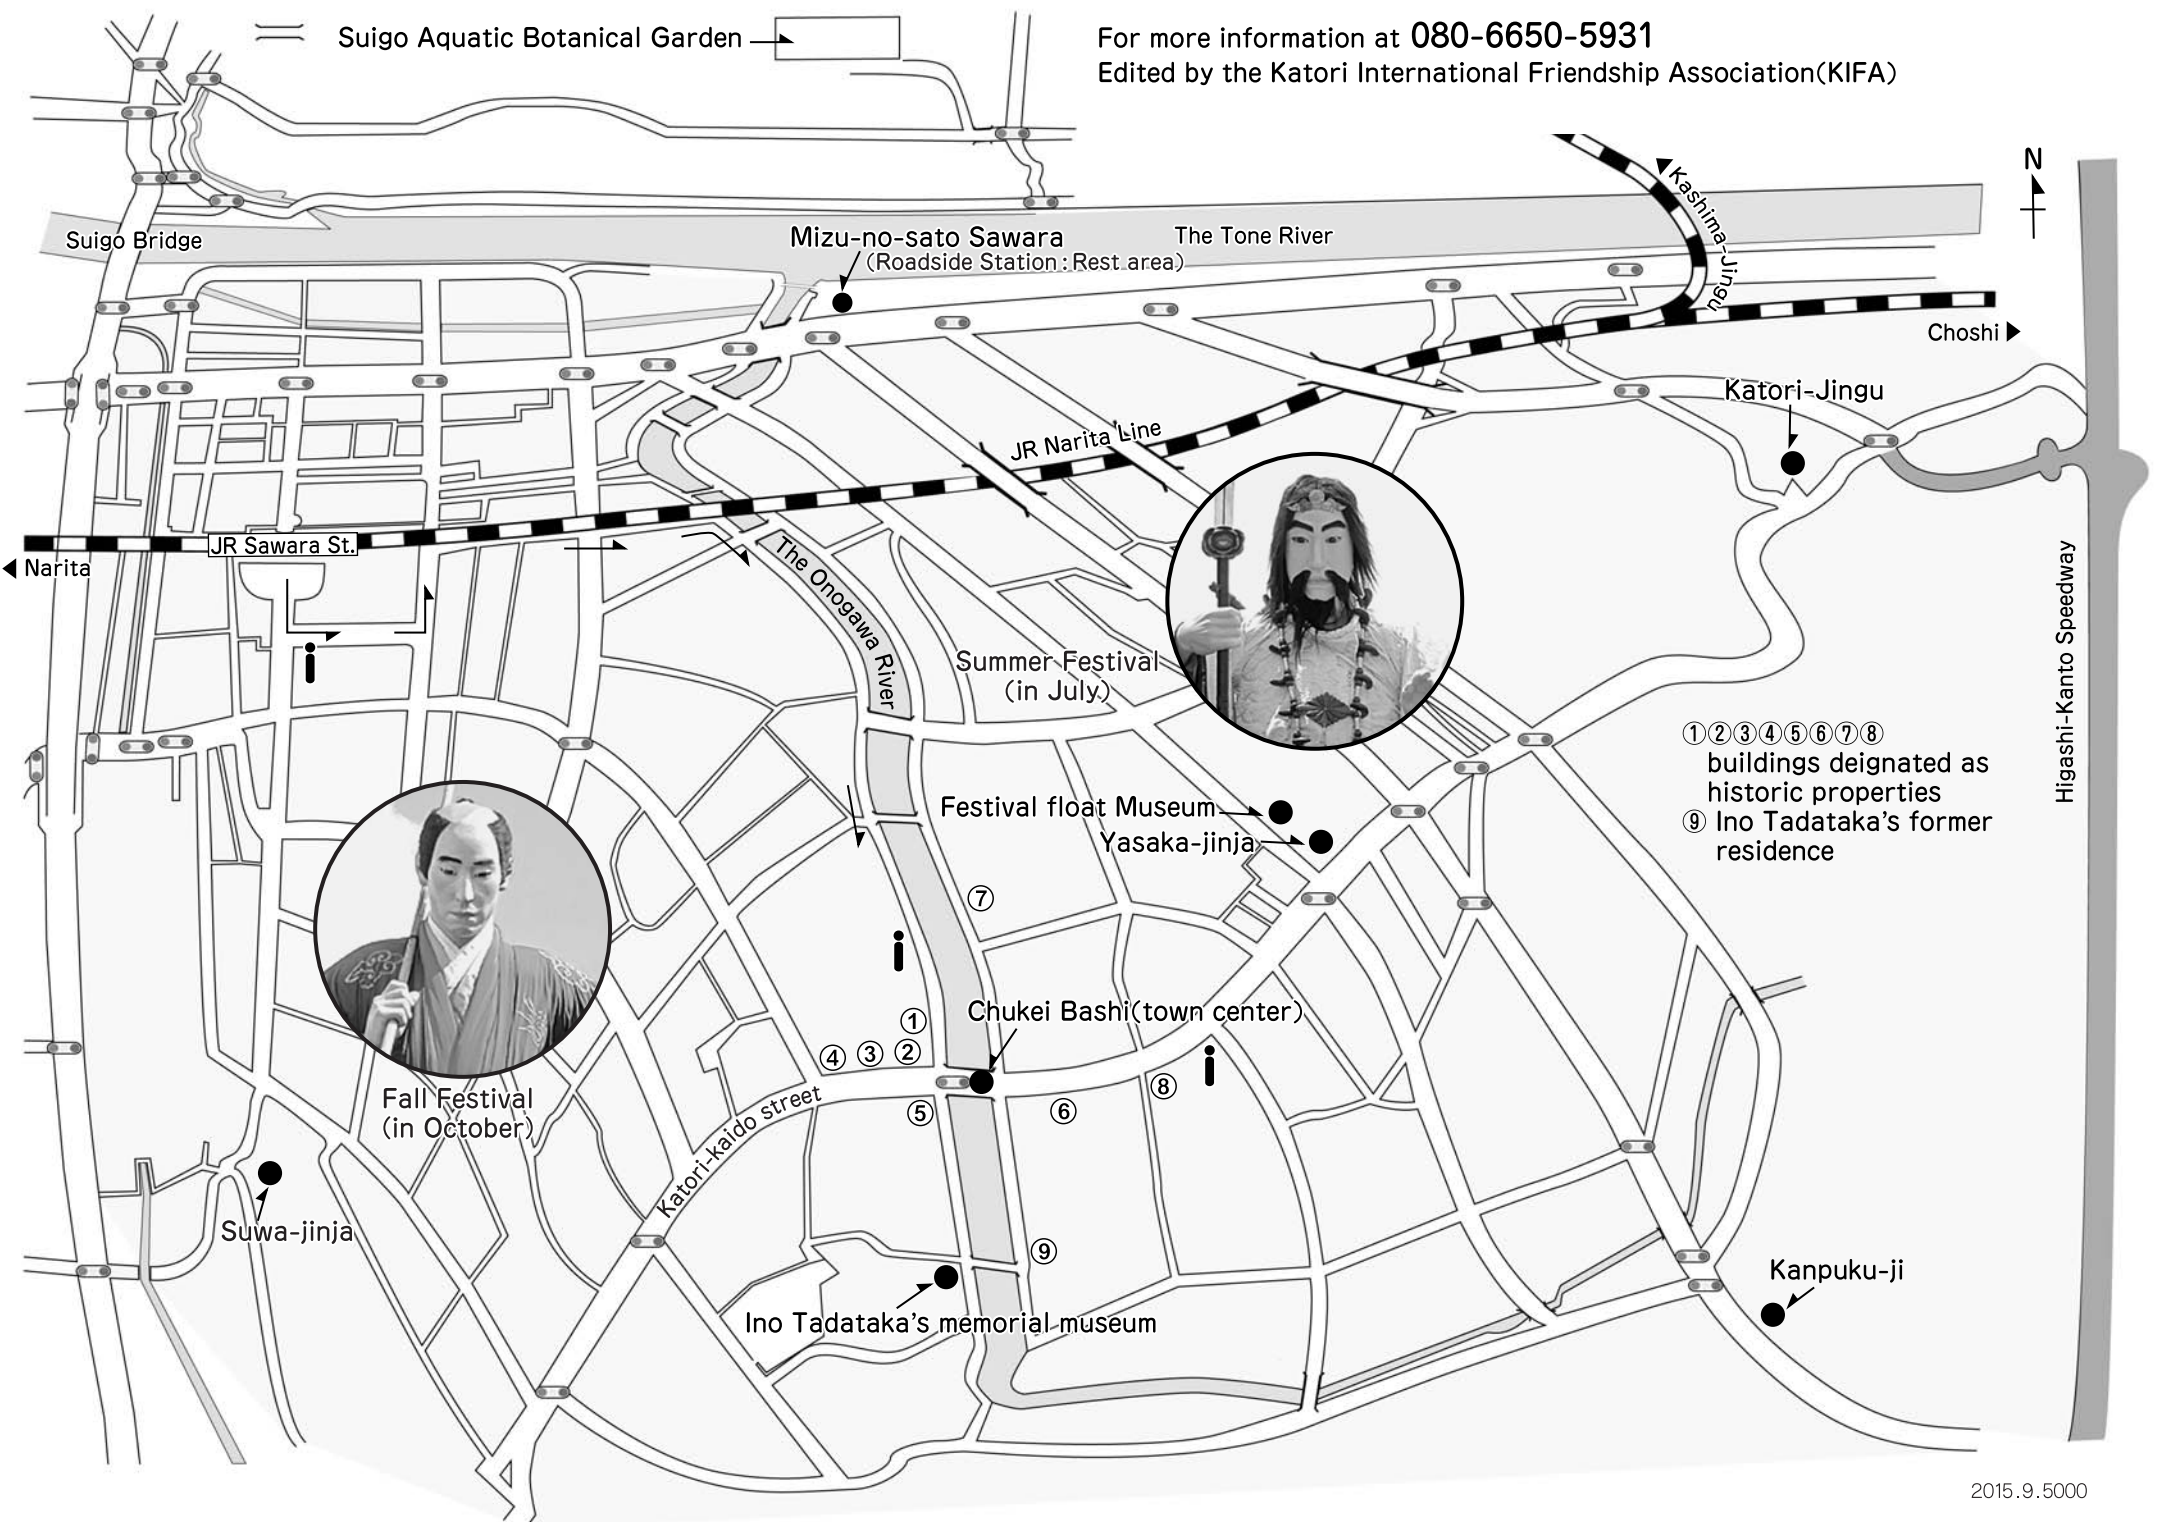 Suigo Aquatic Botanical Garden
For more information at 080-6650-5931
Edited by the Katori International Friendship Association(KIFA)
N
Kashima-Jingu
Suigo Bridge
Mizu-no-sato Sawara
(Roadside Station : Rest area)
The Tone River
Choshi
Katori-Jingu
JR Narita Line
JR Sawara St.
Narita
The Onogawa River
Higashi-Kanto Speedway
i
Summer Festival
(in July)
①②③④⑤⑥⑦⑧
buildings deignated as
historic properties
⑨ Ino Tadataka's former
residence
Festival float Museum
Yasaka-jinja
⑦
i
Chukei Bashi(town center)
①
④ ③ ②
i
⑧
⑤
⑥
Katori-kaido street
Fall Festival
(in October)
Suwa-jinja
⑨
Kanpuku-ji
Ino Tadataka's memorial museum
2015.9.5000